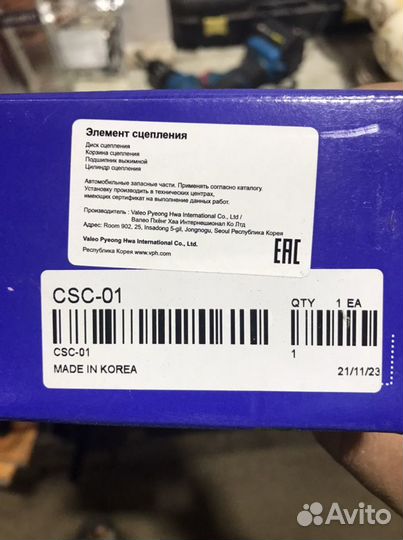 Элемент сцепления
Диск сцепления
Корзина сцепления
Подшипник выжимной
Цилиндр сцепления
Автомобильные запасные части. Применять согласно каталогу.
Установку производить в технических центрах,
имеющих сертификат на выполнение данных работ.
Производитель : Valeo Pyeong Hwa International Co., Ltd /
Валео Пхёнг Хва Интернешионал Ко Лтд
Адрес: Room 902, 25, Insadong 5-gil, Jongnogu, Seoul Республика Корея
Valeo Pyeong Hwa International Co., Ltd.
Республика Корея www.vph.com
EAC
CSC-01
QTY 1 EA
CSC-01
1
MADE IN KOREA
21/11/23
Avito